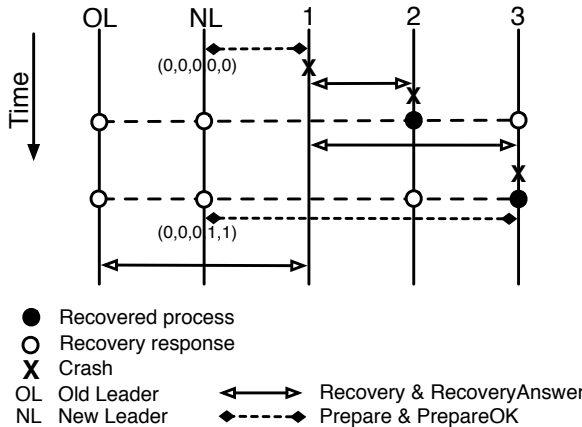 OL NL 1 2 3
(0,0,0,0,0)
Time
(0,0,0,1,1)
Recovered process
Recovery response
X Crash
OL Old Leader Recovery & RecoveryAnswer
NL New Leader Prepare & PrepareOK